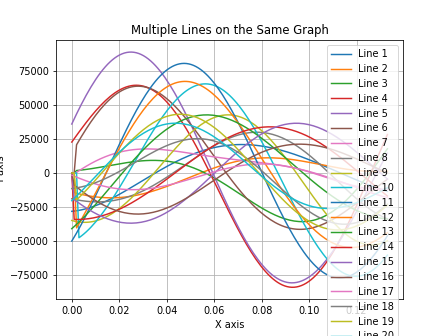 Multiple Lines on the Same Graph
75000
50000
25000
0
−25000
−50000
−75000
0.00
0.02
0.04
0.06
0.08
0.10
X axis
Line 1
Line 2
Line 3
Line 4
Line 5
Line 6
Line 7
Line 8
Line 9
Line 10
Line 11
Line 12
Line 13
Line 14
Line 15
Line 16
Line 17
Line 18
Line 19
Line 20